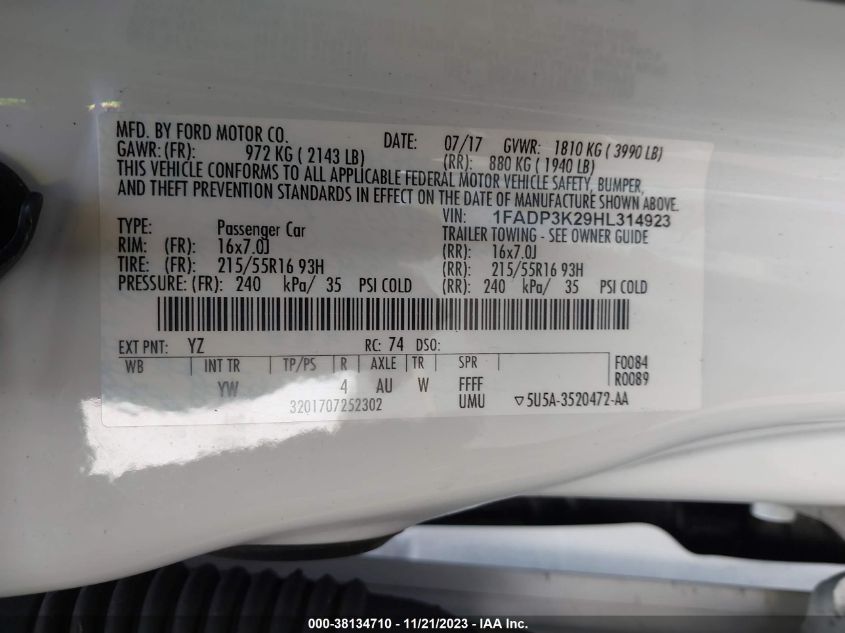 MFD. BY FORD MOTOR CO. DATE: 07/17 GVWR: 1810 KG ( 3990 LB)
GAWR: (FR): 972 KG ( 2143 LB) (RR): 880 KG ( 1940 LB)
THIS VEHICLE CONFORMS TO ALL APPLICABLE FEDERAL MOTOR VEHICLE SAFETY, BUMPER,
AND THEFT PREVENTION STANDARDS IN EFFECT ON THE DATE OF MANUFACTURE SHOWN ABOVE.
VIN: 1FADP3K29HL314923
TYPE: Passenger Car TRAILER TOWING - SEE OWNER GUIDE
RIM: (FR): 16x7.0J (RR): 16x7.0J
TIRE: (FR): 215/55R16 93H (RR): 215/55R16 93H
PRESSURE: (FR): 240 kPa/ 35 PSI COLD (RR): 240 kPa/ 35 PSI COLD
EXT PNT: YZ RC: 74 DSO:
WB INT TR TP/PS R AXLE TR SPR F0084
YW 4 AU W FFFF R0089
3201707252302 UMU ▽5U5A-3520472-AA
000-38134710 - 11/21/2023 - IAA Inc.